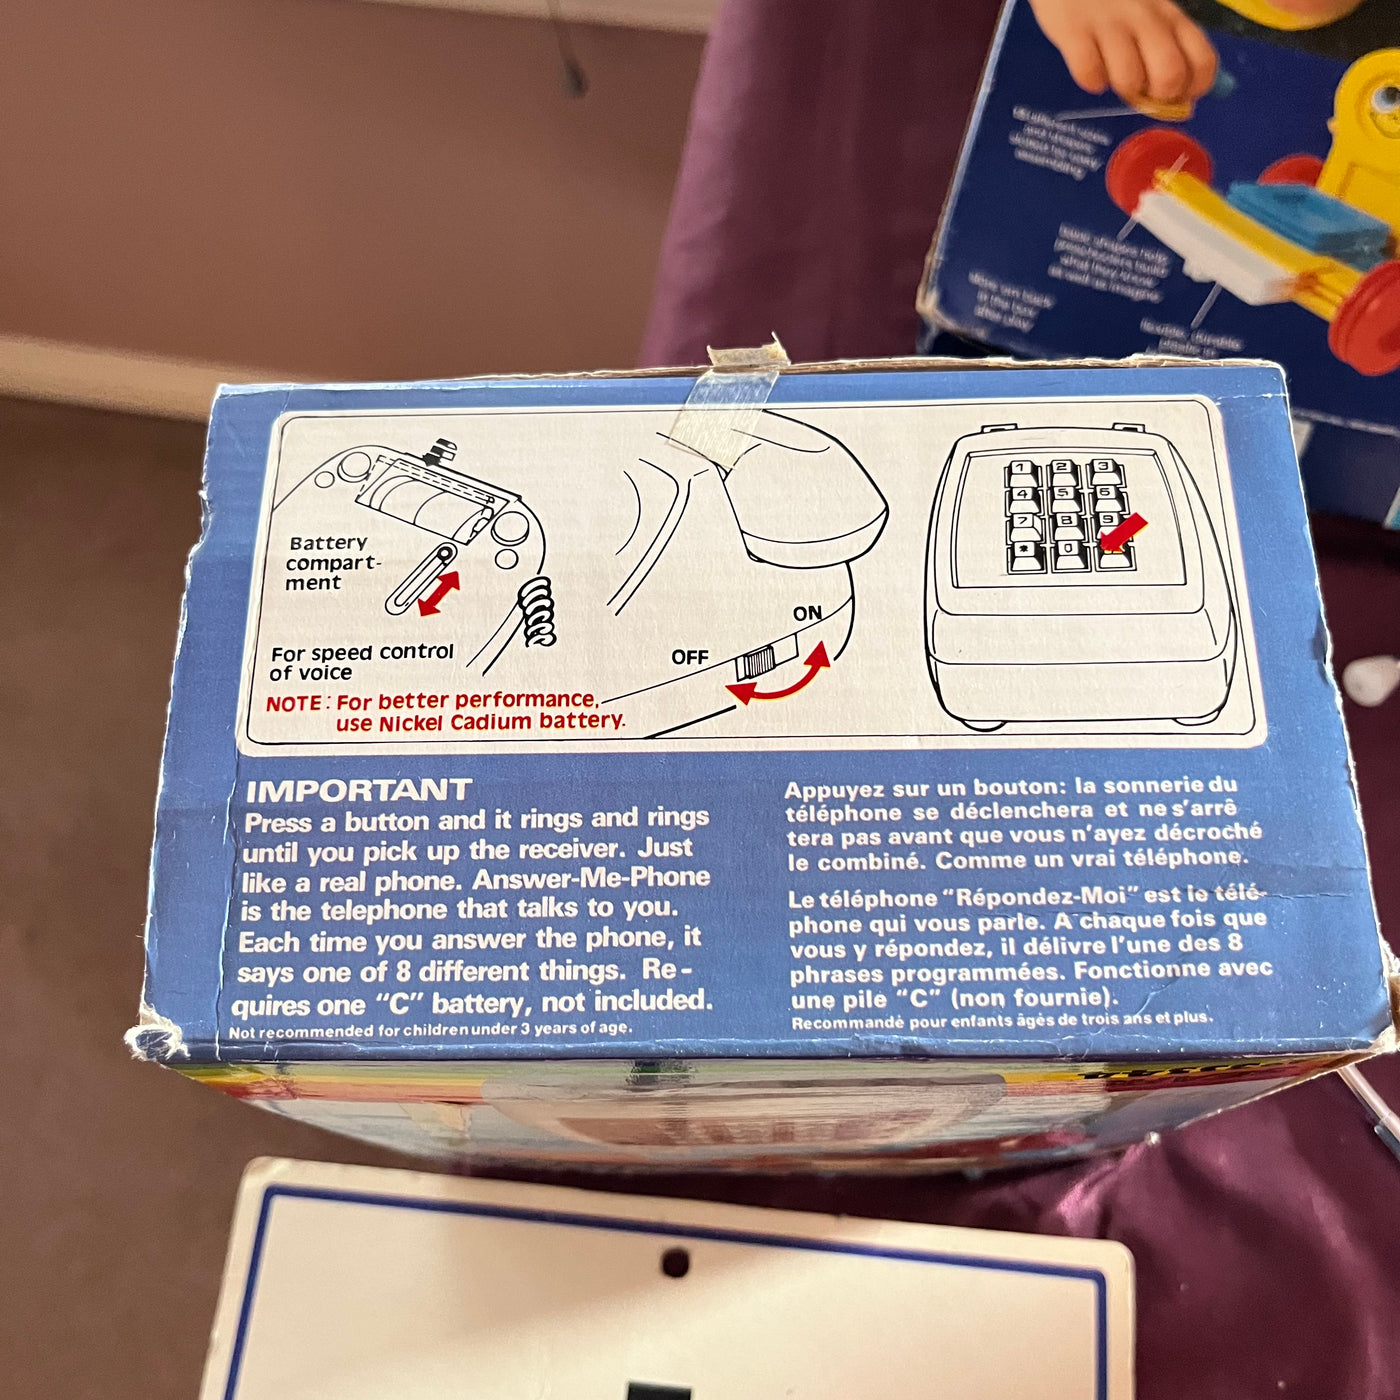 Battery
compart-
ment
For speed control
of voice
NOTE: For better performance,
use Nickel Cadium battery.
OFF
ON
1 2 3
4 5 6
7 8 9
* 0
IMPORTANT
Press a button and it rings and rings
until you pick up the receiver. Just
like a real phone. Answer-Me-Phone
is the telephone that talks to you.
Each time you answer the phone, it
says one of 8 different things. Re-
quires one "C" battery, not included.
Not recommended for children under 3 years of age.
Appuyez sur un bouton: la sonnerie du
téléphone se déclenchera et ne s'arrê
tera pas avant que vous n'ayez décroché
le combiné. Comme un vrai téléphone.
Le téléphone "Répondez-Moi" est le télé-
phone qui vous parle. A chaque fois que
vous y répondez, il délivre l'une des 8
phrases programmées. Fonctionne avec
une pile "C" (non fournie).
Recommandé pour enfants âgés de trois ans et plus.